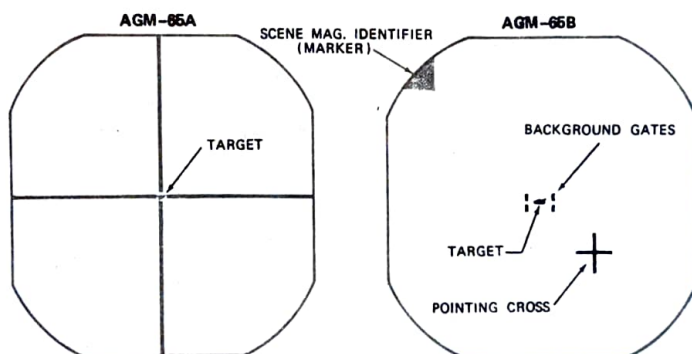 AGM-65A
TARGET
SCENE MAG. IDENTIFIER
(MARKER)
AGM-65B
BACKGROUND GATES
TARGET
POINTING CROSS